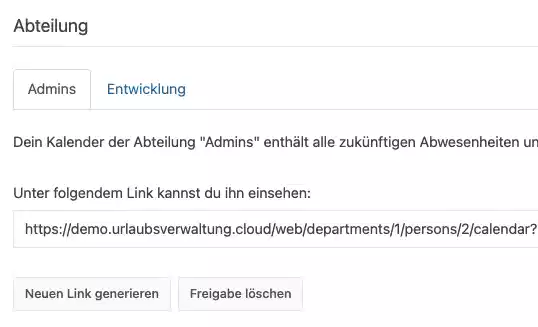 Abteilung
Admins
Entwicklung
Dein Kalender der Abteilung "Admins" enthält alle zukünftigen Abwesenheiten un
Unter folgendem Link kannst du ihn einsehen:
https://demo.urlaubsverwaltung.cloud/web/departments/1/persons/2/calendar?
Neuen Link generieren
Freigabe löschen